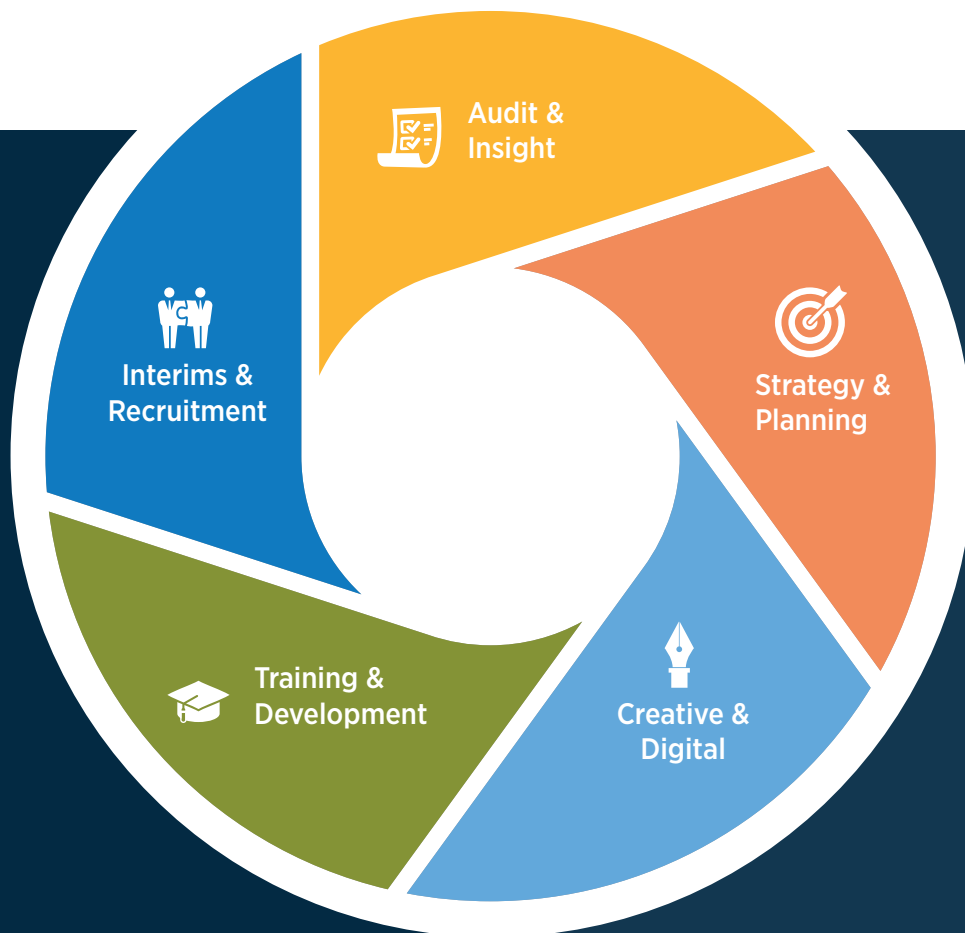 Audit &
Insight
Strategy &
Planning
Creative &
Digital
Training &
Development
Interims &
Recruitment